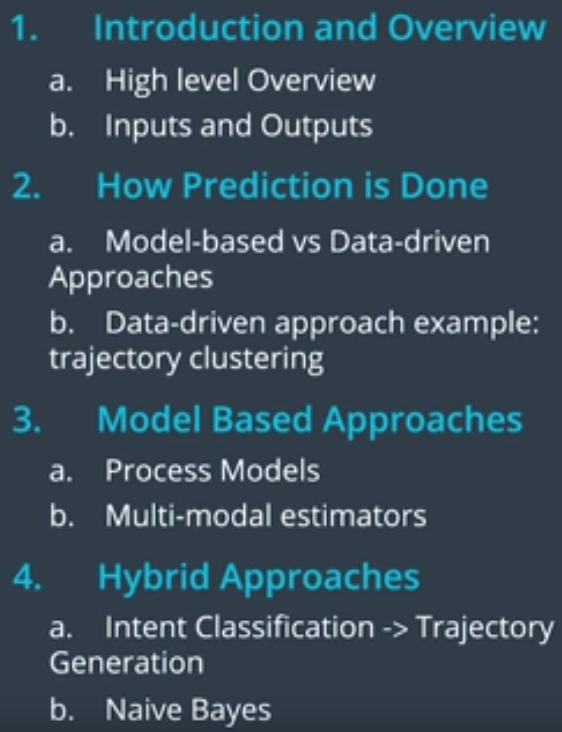 1. Introduction and Overview
a. High level Overview
b. Inputs and Outputs
2. How Prediction is Done
a. Model-based vs Data-driven
Approaches
b. Data-driven approach example:
trajectory clustering
3. Model Based Approaches
a. Process Models
b. Multi-modal estimators
4. Hybrid Approaches
a. Intent Classification -> Trajectory
Generation
b. Naive Bayes